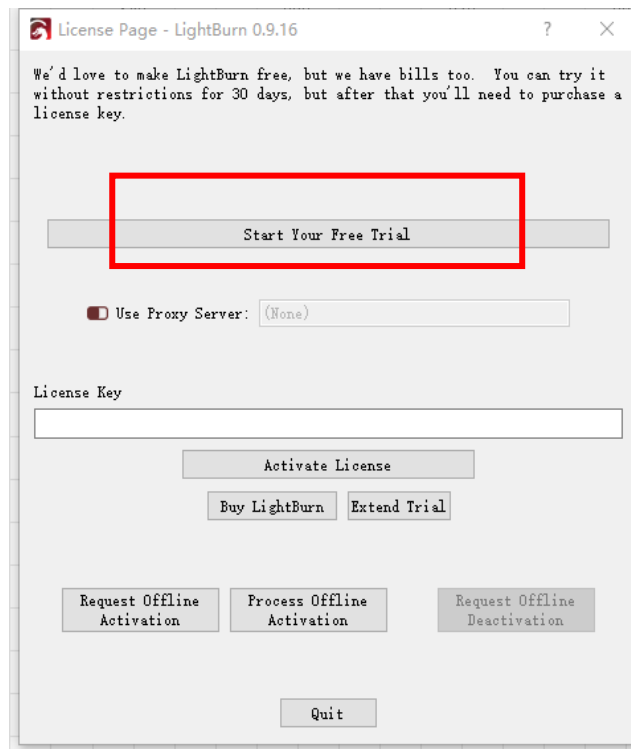 License Page - LightBurn 0.9.16
We'd love to make LightBurn free, but we have bills too. You can try it
without restrictions for 30 days, but after that you'll need to purchase a
license key.
Start Your Free Trial
Use Proxy Server: (None)
License Key
Activate License
Buy LightBurn Extend Trial
Request Offline Process Offline Request Offline
Activation Activation Deactivation
Quit